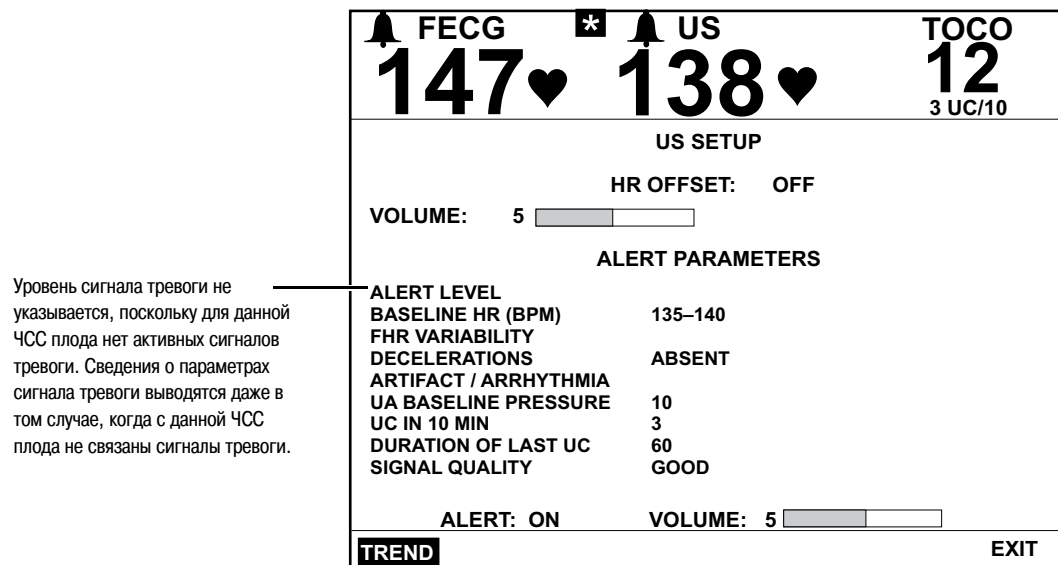 FECG * US TOCO
147 138 12
3 UC/10
US SETUP
HR OFFSET: OFF
VOLUME: 5
ALERT PARAMETERS
Уровень сигнала тревоги не
указывается, поскольку для данной
ЧСС плода нет активных сигналов
тревоги. Сведения о параметрах
сигнала тревоги выводятся даже в
том случае, когда с данной ЧСС
плода не связаны сигналы тревоги.
ALERT LEVEL
BASELINE HR (BPM) 135–140
FHR VARIABILITY
DECELERATIONS ABSENT
ARTIFACT / ARRHYTHMIA
UA BASELINE PRESSURE 10
UC IN 10 MIN 3
DURATION OF LAST UC 60
SIGNAL QUALITY GOOD
ALERT: ON VOLUME: 5
TREND EXIT